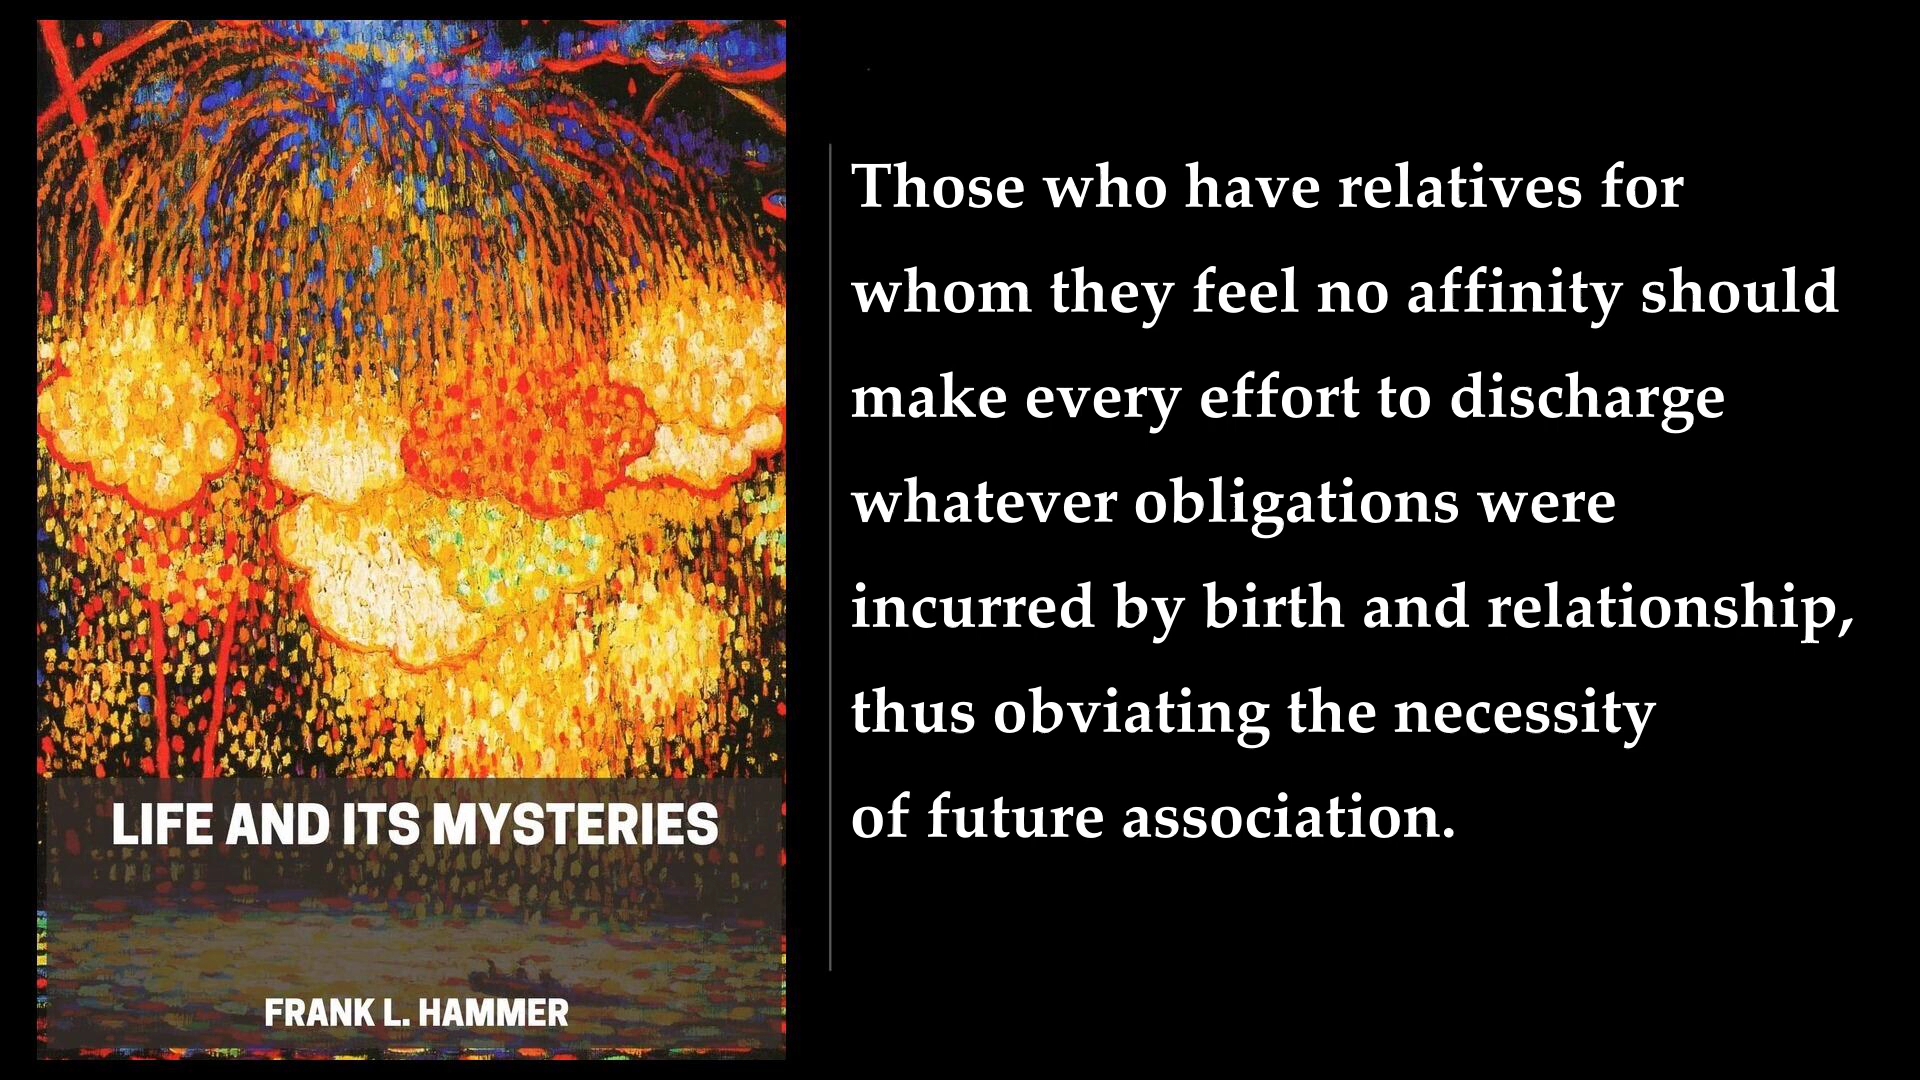 LIFE AND ITS MYSTERIES
FRANK L. HAMMER
Those who have relatives for
whom they feel no affinity should
make every effort to discharge
whatever obligations were
incurred by birth and relationship,
thus obviating the necessity
of future association.